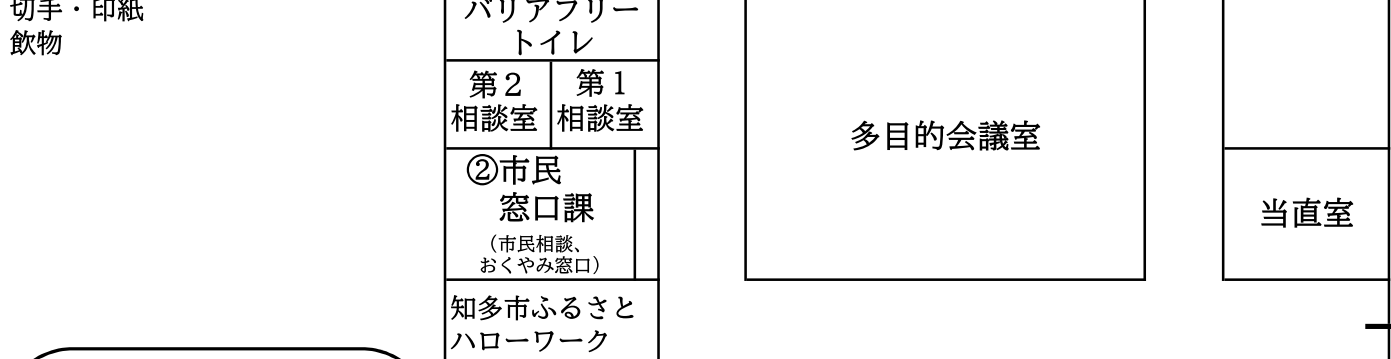 切手・印紙
飲物
バリアフリー
トイレ
第２
相談室
第１
相談室
②市民
窓口課
（市民相談、
おくやみ窓口）
知多市ふるさと
ハローワーク
多目的会議室
当直室